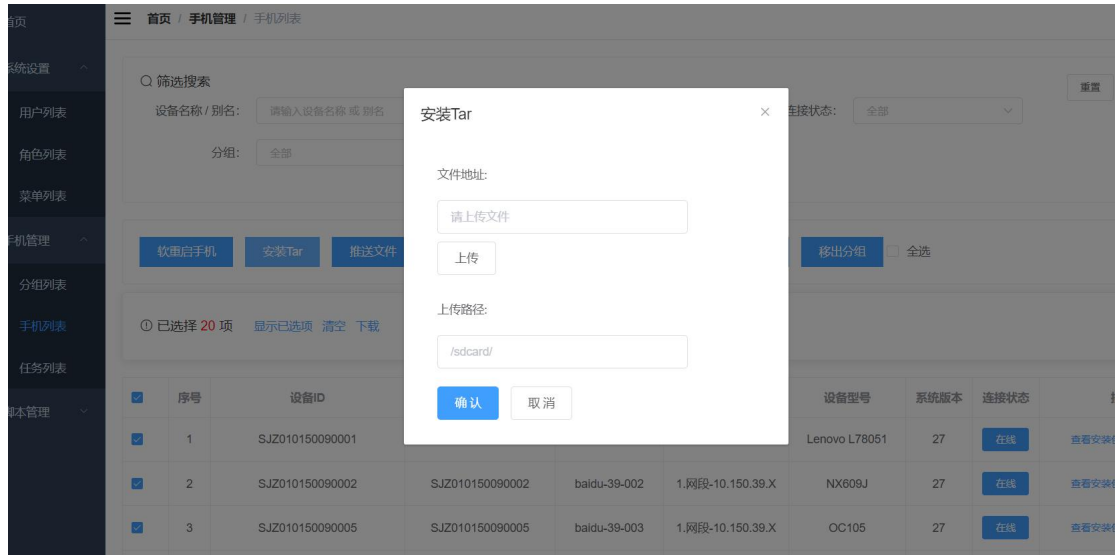 首页
首页 / 手机管理 / 手机列表
系统设置
用户列表
角色列表
菜单列表
手机管理
分组列表
手机列表
任务列表
脚本管理
筛选搜索
重置
设备名称 / 别名:
请输入设备名称 或 别名
连接状态:
全部
分组:
全部
软重启手机
安装Tar
推送文件
移出分组
全选
已选择 20 项 显示已选项 清空 下载
安装Tar
文件地址:
请上传文件
上传
上传路径:
/sdcard/
确认
取消
序号 设备ID 设备型号 系统版本 连接状态
1 SJZ010150090001 Lenovo L78051 27 在线 查看安装
2 SJZ010150090002 SJZ010150090002 baidu-39-002 1.网段-10.150.39.X NX609J 27 在线 查看安装
3 SJZ010150090005 SJZ010150090005 baidu-39-003 1.网段-10.150.39.X OC105 27 在线 查看安装